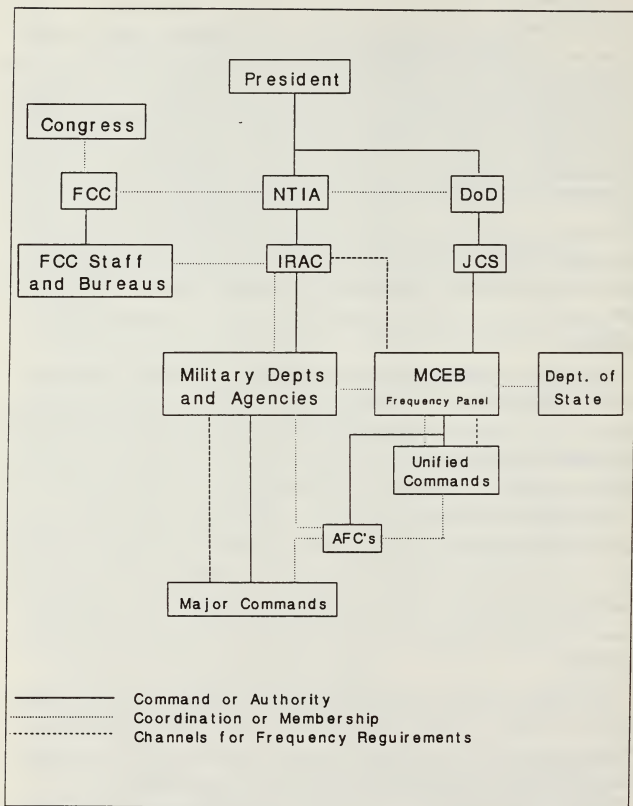 President
Congress
FCC
NTIA
DoD
FCC Staff
and Bureaus
IRAC
JCS
Military Depts
and Agencies
MCEB
Frequency Panel
Dept. of
State
Unified
Commands
AFC's
Major Commands
Command or Authority
Coordination or Membership
Channels for Frequency Reguirements